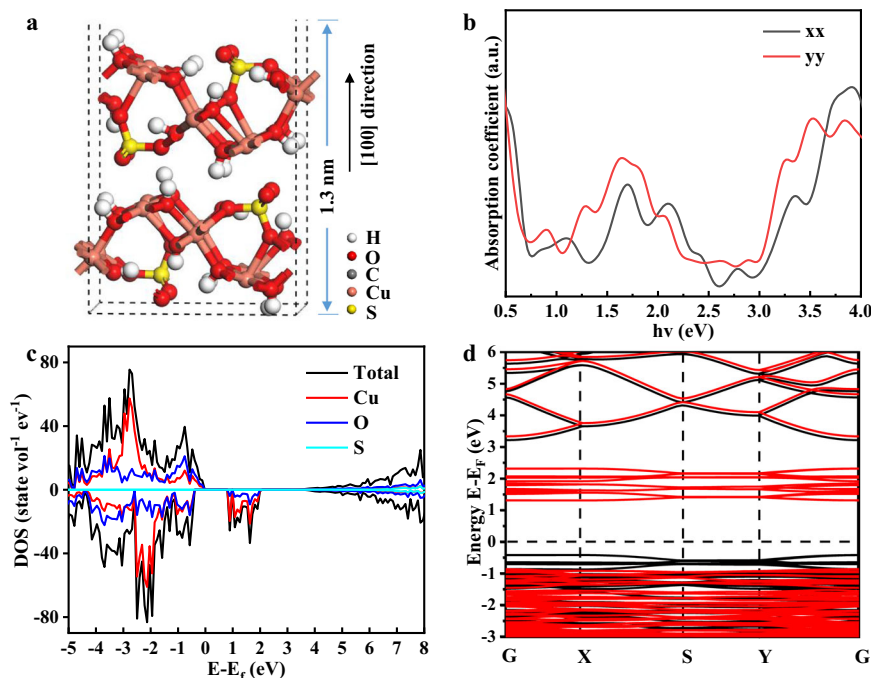 a
[100] direction
1.3 nm
H
O
C
Cu
S
b
xx
yy
Absorption coefficient (a.u.)
0.5 1.0 1.5 2.0 2.5 3.0 3.5 4.0
hv (eV)
c
Total
Cu
O
S
80
40
0
-40
-80
DOS (state vol-1 ev-1)
-5 -4 -3 -2 -1 0 1 2 3 4 5 6 7 8
E-Ef (eV)
d
6
5
4
3
2
1
0
-1
-2
-3
Energy E-EF (eV)
G X S Y G